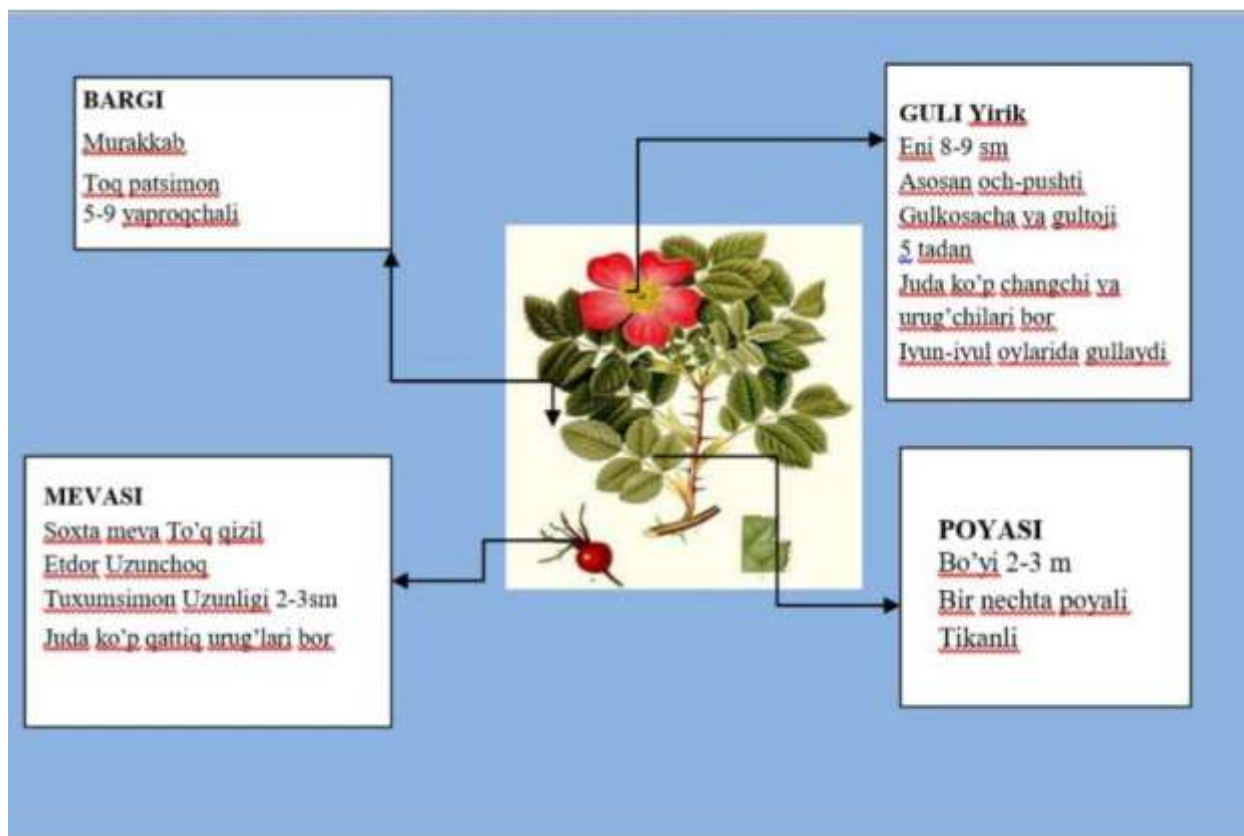 BARGI
Murakkab
Toq patsimon
5-9 yaproqchali
GULI Yirik
Eni 8-9 sm
Asosan och-pushti
Gulkosacha va gultoji
5 tadan
Juda ko’p changchi va
urug’chilari bor
Iyun-iyul oylarida gullaydi
MEVASI
Soxta meva To’q qizil
Etdor Uzunchoq
Tuxumsimon Uzunligi 2-3sm
Juda ko’p qattiq urug’lari bor
POYASI
Bo’yi 2-3 m
Bir nechta poyali
Tikanli